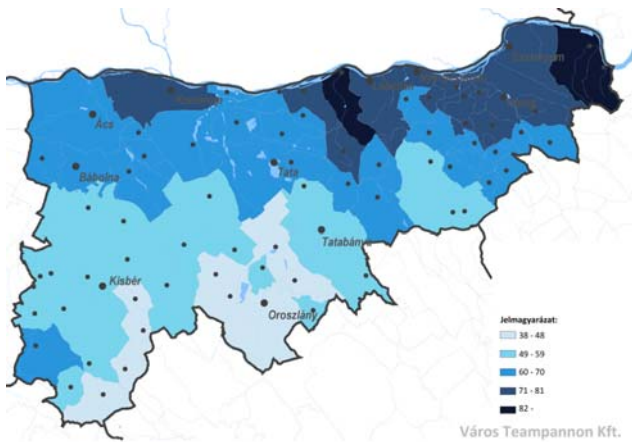 Esztergom
Komárom
Ács
Tata
Bábolna
Tatabánya
Kisbér
Oroszlány
Jelmagyarázat:
38 - 48
49 - 59
60 - 70
71 - 81
82 -
Város Teampannon Kft.